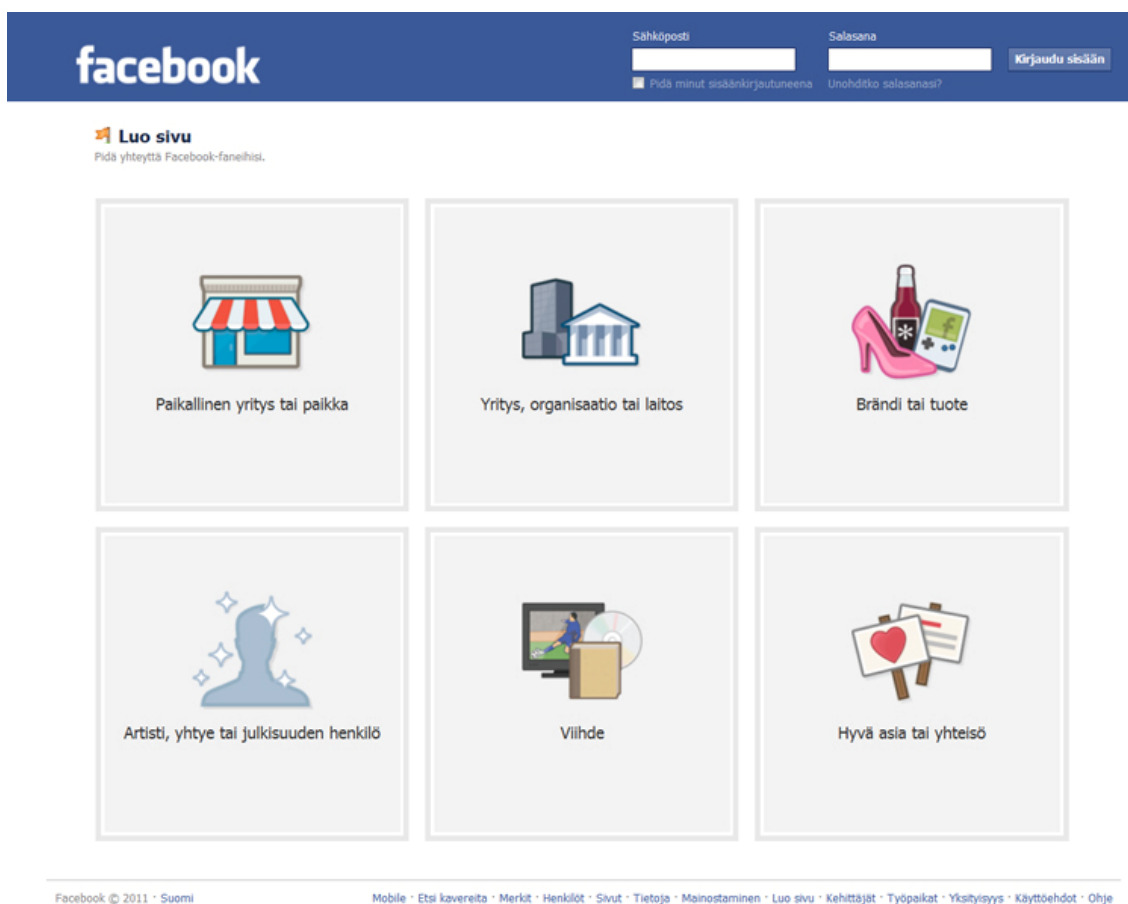 facebook
Sähköposti
Salasana
Kirjaudu sisään
Pidä minut sisäänkirjautuneena
Unohditko salasanasi?
Luo sivu
Pidä yhteyttä Facebook-faneihisi.
Paikallinen yritys tai paikka
Yritys, organisaatio tai laitos
Brändi tai tuote
Artisti, yhtye tai julkisuuden henkilö
Viihde
Hyvä asia tai yhteisö
Facebook © 2011 · Suomi
Mobile · Etsi kavereita · Merkit · Henkilöt · Sivut · Tietoja · Mainostaminen · Luo sivu · Kehittäjät · Työpaikat · Yksityisyys · Käyttöehdot · Ohje